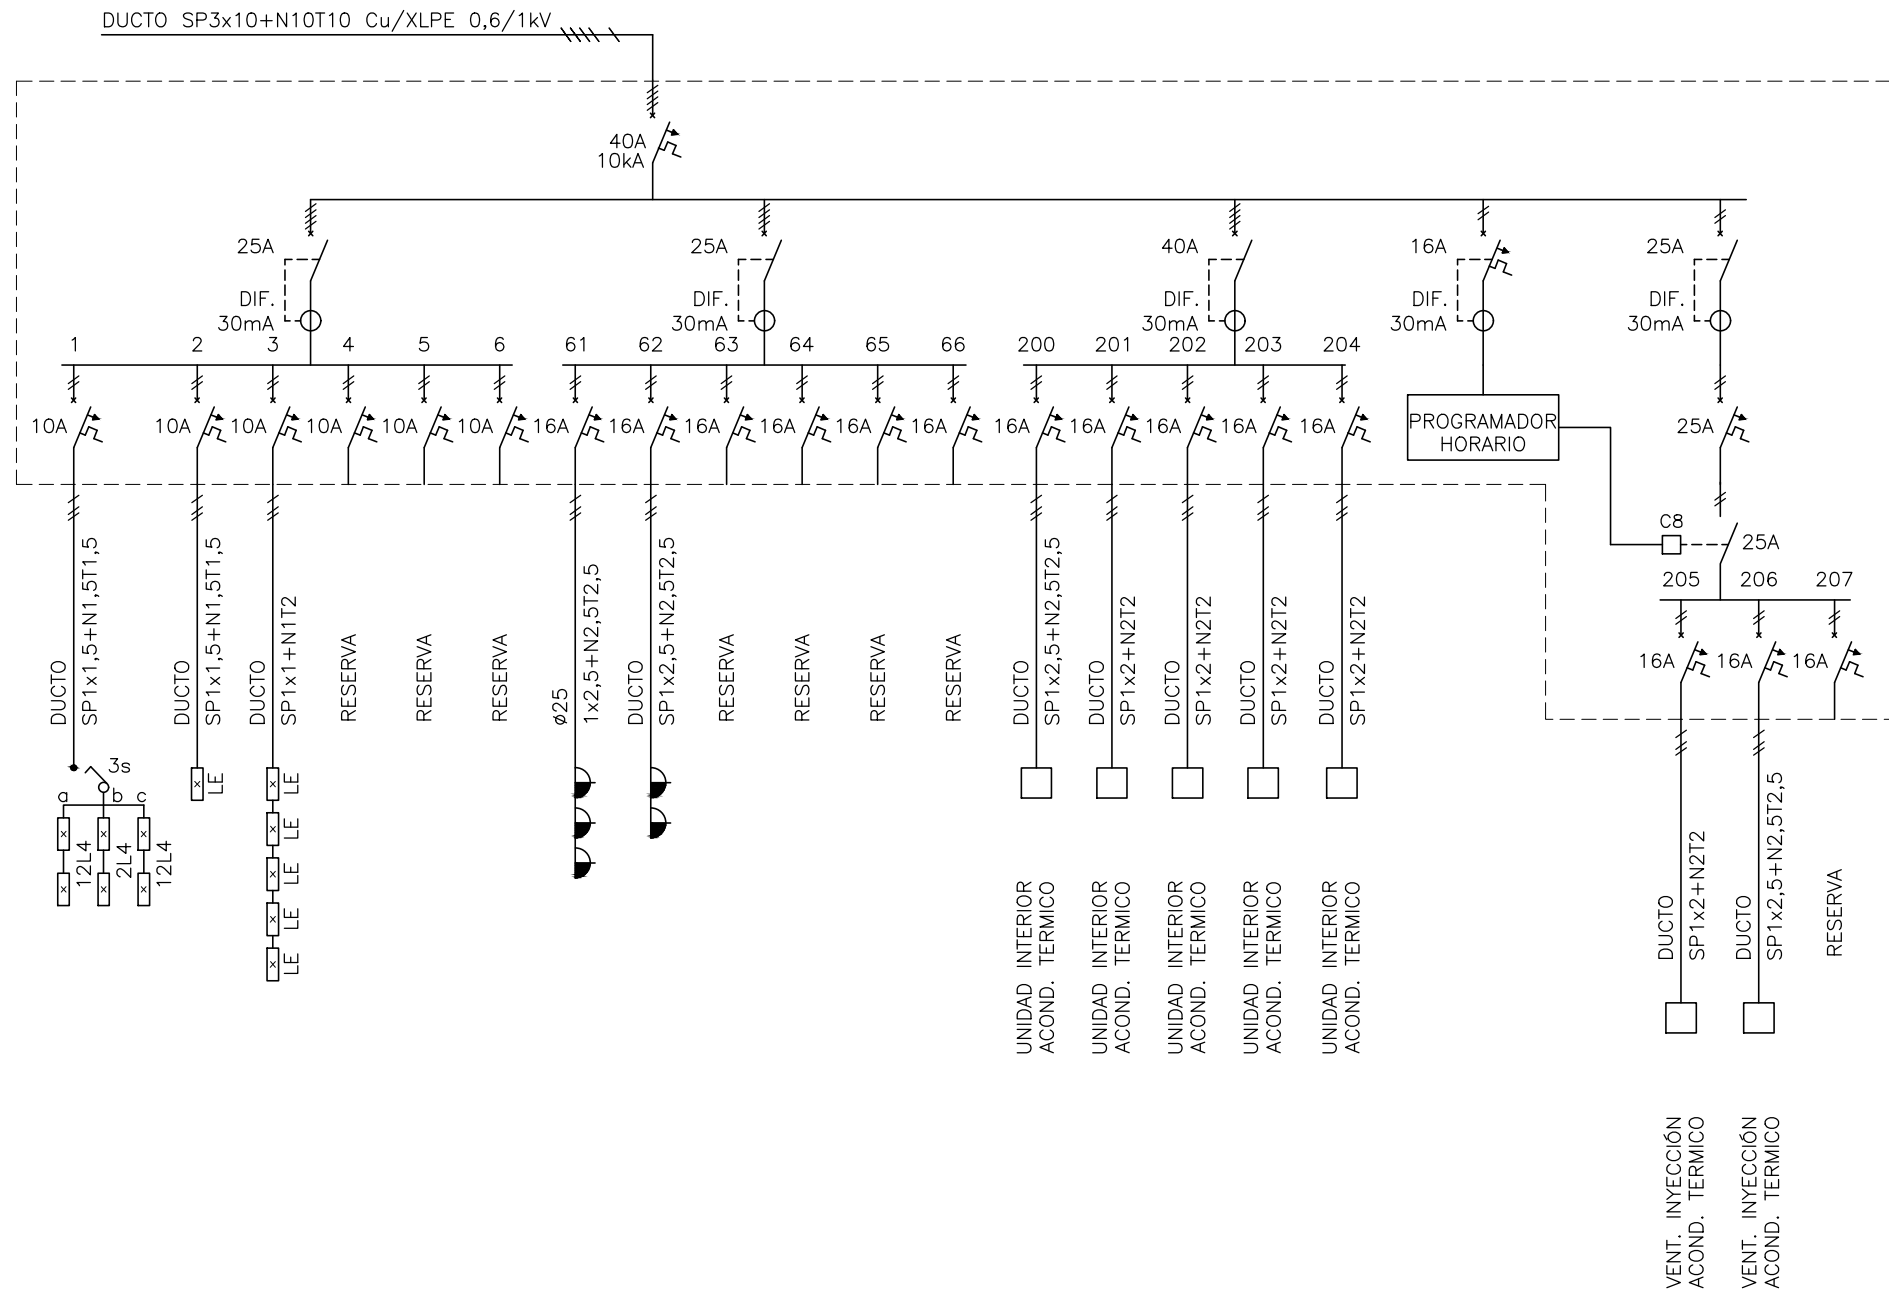 DUCTO SP3x10+N10T10 Cu/XLPE 0,6/1kV
40A
10kA
25A
DIF.
30mA
25A
DIF.
30mA
40A
DIF.
30mA
16A
DIF.
30mA
25A
DIF.
30mA
1
2
3
4
5
6
61
62
63
64
65
66
200
201
202
203
204
10A
10A
10A
10A
10A
10A
16A
16A
16A
16A
16A
16A
16A
16A
16A
16A
16A
PROGRAMADOR
HORARIO
25A
C8
25A
205
206
207
16A
16A
16A
DUCTO
SP1x1,5+N1,5T1,5
DUCTO
SP1x1,5+N1,5T1,5
DUCTO
SP1x1+N1T2
RESERVA
RESERVA
RESERVA
ø25
1x2,5+N2,5T2,5
DUCTO
SP1x2,5+N2,5T2,5
RESERVA
RESERVA
RESERVA
RESERVA
DUCTO
SP1x2,5+N2,5T2,5
DUCTO
SP1x2+N2T2
DUCTO
SP1x2+N2T2
DUCTO
SP1x2+N2T2
DUCTO
SP1x2+N2T2
3s
a
b
c
12L4
2L4
12L4
LE
LE
LE
LE
LE
LE
UNIDAD INTERIOR
ACOND. TERMICO
UNIDAD INTERIOR
ACOND. TERMICO
UNIDAD INTERIOR
ACOND. TERMICO
UNIDAD INTERIOR
ACOND. TERMICO
UNIDAD INTERIOR
ACOND. TERMICO
DUCTO
SP1x2+N2T2
DUCTO
SP1x2,5+N2,5T2,5
RESERVA
VENT. INYECCIÓN
ACOND. TERMICO
VENT. INYECCIÓN
ACOND. TERMICO